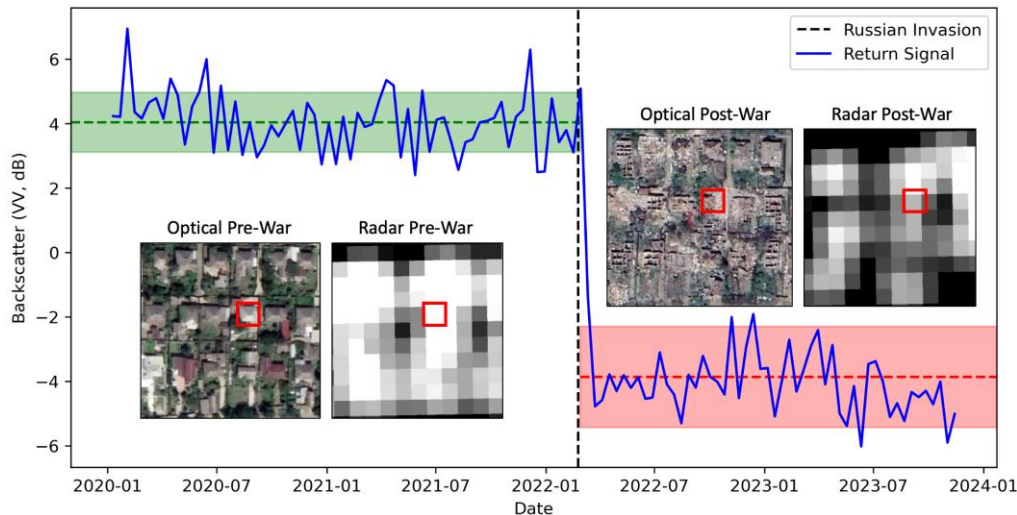 Russian Invasion
Return Signal
Optical Post-War
Radar Post-War
Optical Pre-War
Radar Pre-War
Backscatter (VV, dB)
6
4
2
0
−2
−4
−6
2020-01
2020-07
2021-01
2021-07
2022-01
2022-07
2023-01
2023-07
2024-01
Date